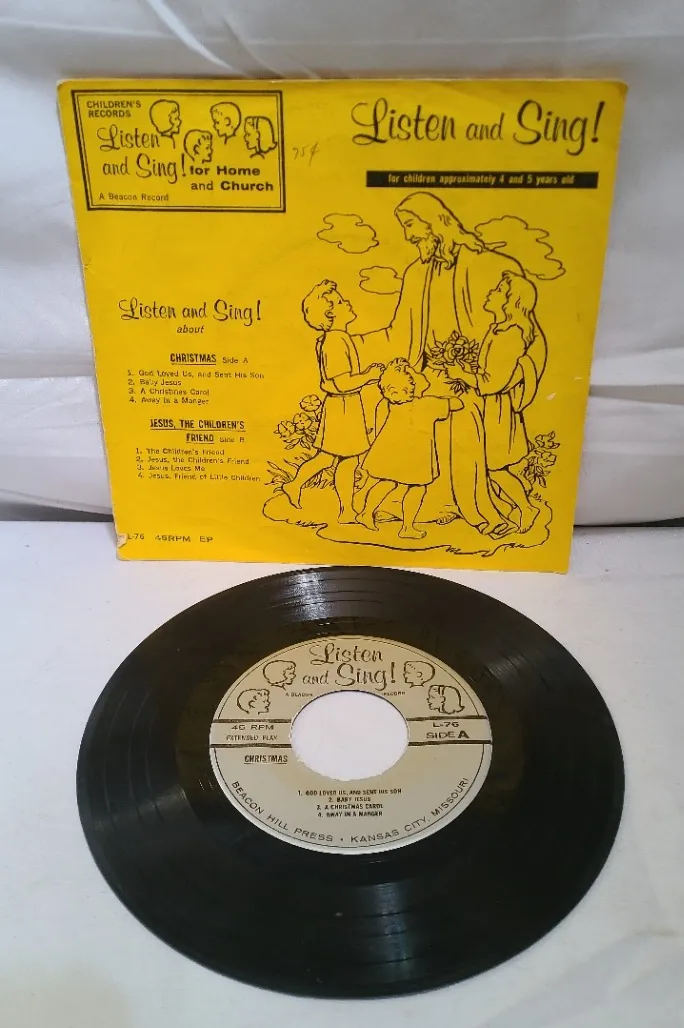 CHILDREN'S
RECORDS
Listen
and Sing!
for Home
and Church
A Beacon Record
75¢
Listen and Sing!
for children approximately 4 and 5 years old
Listen and Sing!
about
CHRISTMAS Side A
1. God Loved Us, And Sent His Son
2. Baby Jesus
3. A Christmas Carol
4. Away in a Manger
JESUS, THE CHILDREN'S
FRIEND Side B
1. The Children's Friend
2. Jesus, the Children's Friend
3. Jesus Loves Me
4. Jesus, Friend of Little Children
L-76 45RPM EP
Listen
and Sing!
A BEACON RECORD
45 RPM
EXTENDED PLAY
L-76
SIDE A
CHRISTMAS
1. GOD LOVED US, AND SENT HIS SON
2. BABY JESUS
3. A CHRISTMAS CAROL
4. AWAY IN A MANGER
BEACON HILL PRESS • KANSAS CITY, MISSOURI